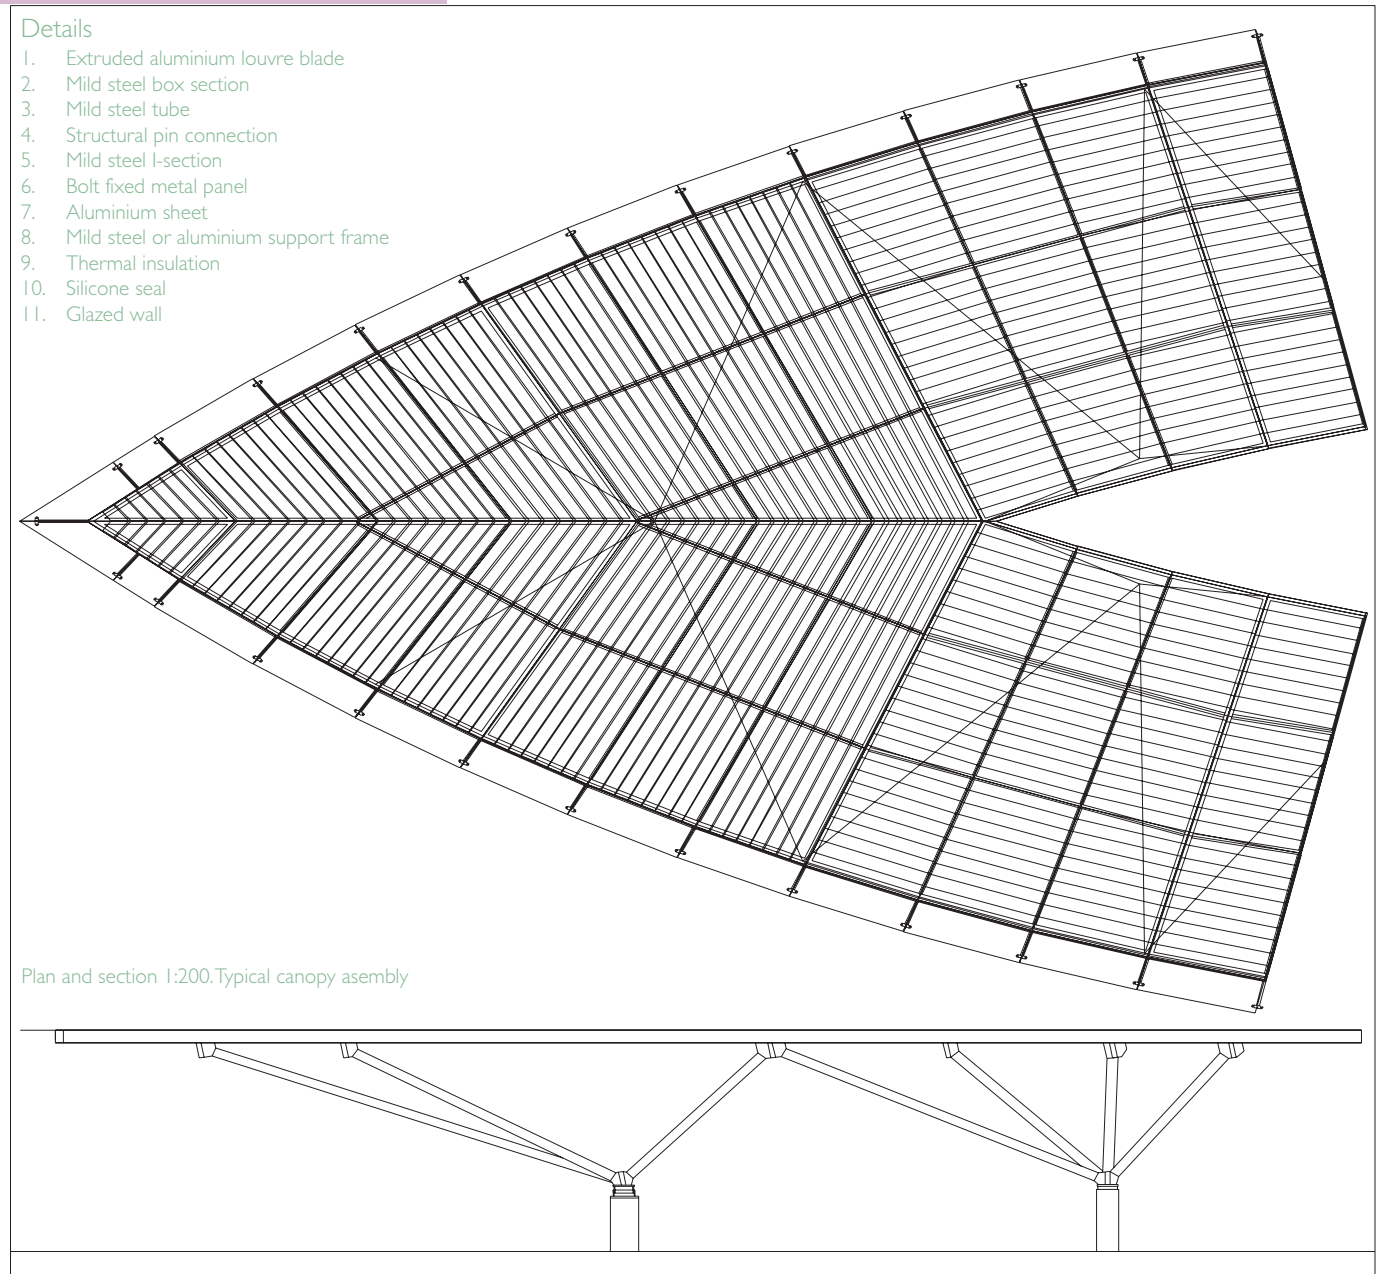 Details
1. Extruded aluminium louvre blade
2. Mild steel box section
3. Mild steel tube
4. Structural pin connection
5. Mild steel I-section
6. Bolt fixed metal panel
7. Aluminium sheet
8. Mild steel or aluminium support frame
9. Thermal insulation
10. Silicone seal
11. Glazed wall
Plan and section 1:200. Typical canopy asembly